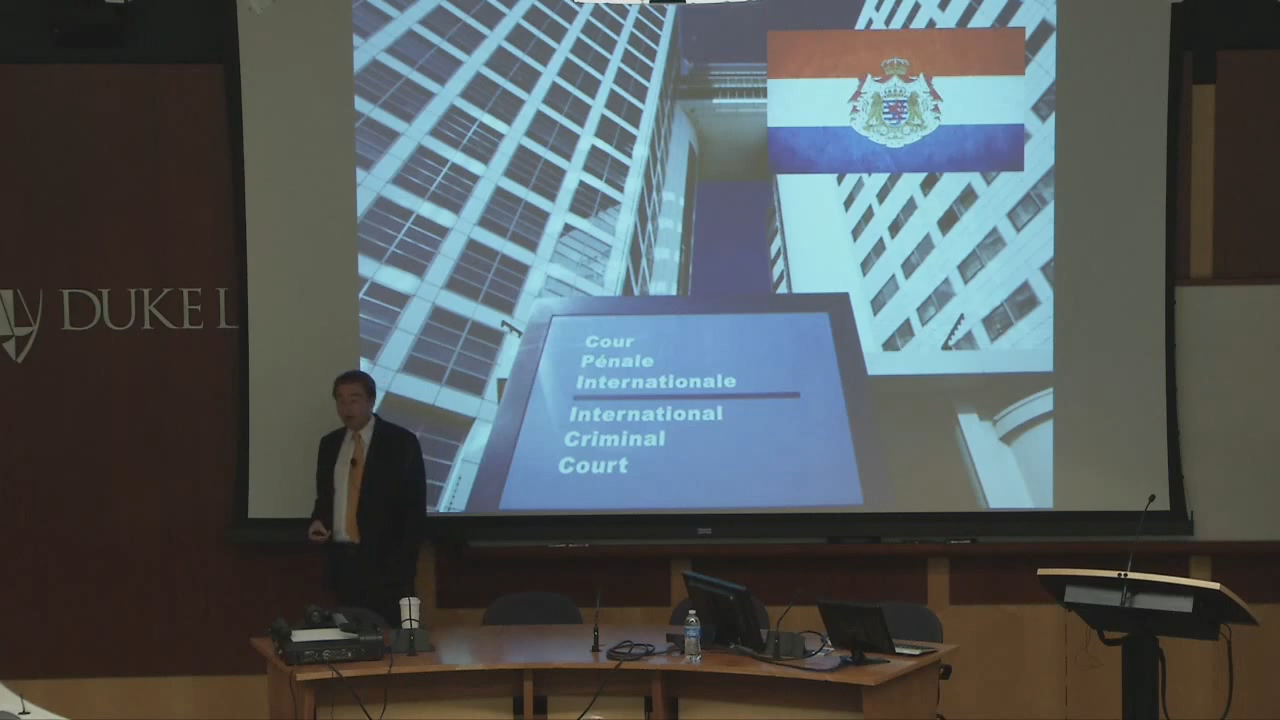 DUKE L
Cour
Pénale
Internationale
International
Criminal
Court